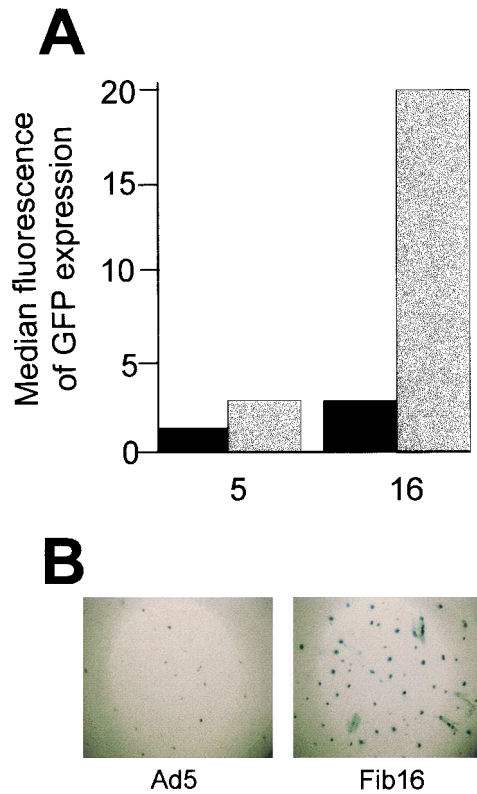 A
Median fluorescence
of GFP expression
20
15
10
5
0
5 16
B
Ad5 Fib16